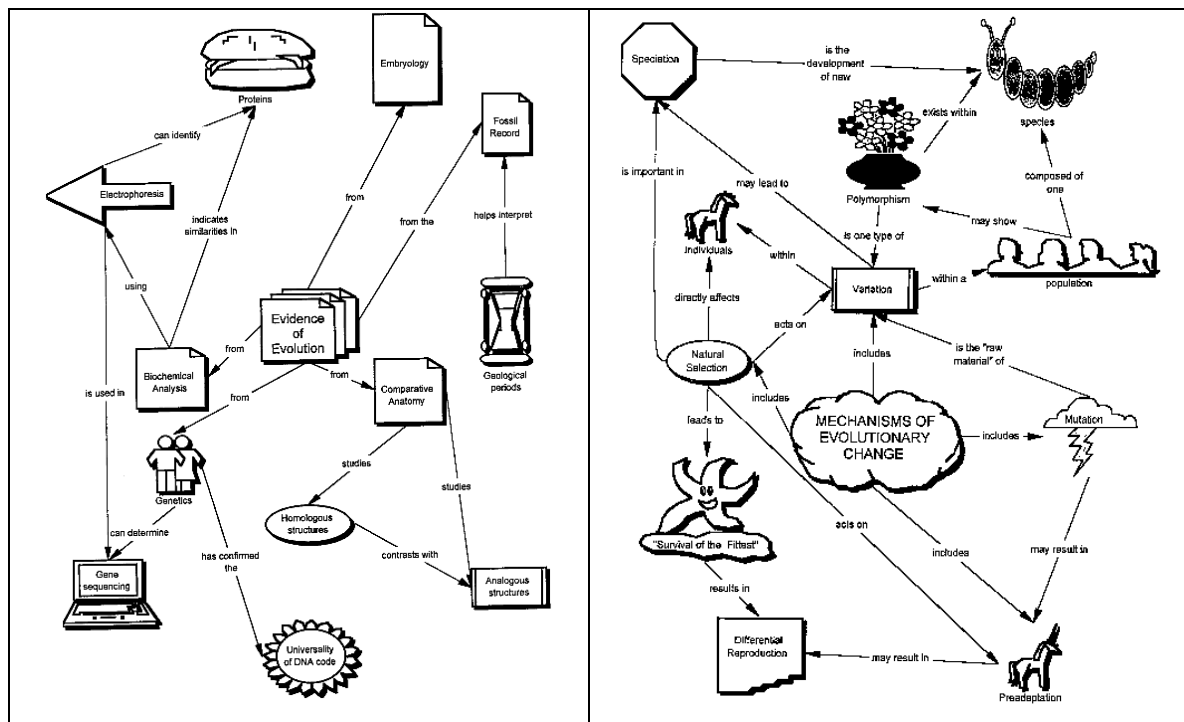 Proteins
Embryology
Fossil
Record
can identify
Electrophoresis
from
from the
helps interpret
indicates
similarities in
using
Evidence
of
Evolution
Geological
periods
from
Biochemical
Analysis
from
Comparative
Anatomy
is used in
from
Genetics
studies
studies
can determine
Homologous
structures
has confirmed
the
contrasts with
Gene
sequencing
Analogous
structures
Universality
of DNA code
Speciation
is the
development
of new
exists within
species
is important in
may lead to
Polymorphism
composed of
one
may show
Individuals
is one type of
within
population
directly affects
Variation
within a
acts on
is the "raw
material" of
Natural
Selection
includes
includes
MECHANISMS OF
EVOLUTIONARY
CHANGE
includes
Mutation
leads to
acts on
"Survival of the Fittest"
includes
may result in
results in
Differential
Reproduction
may result in
Preadaptation